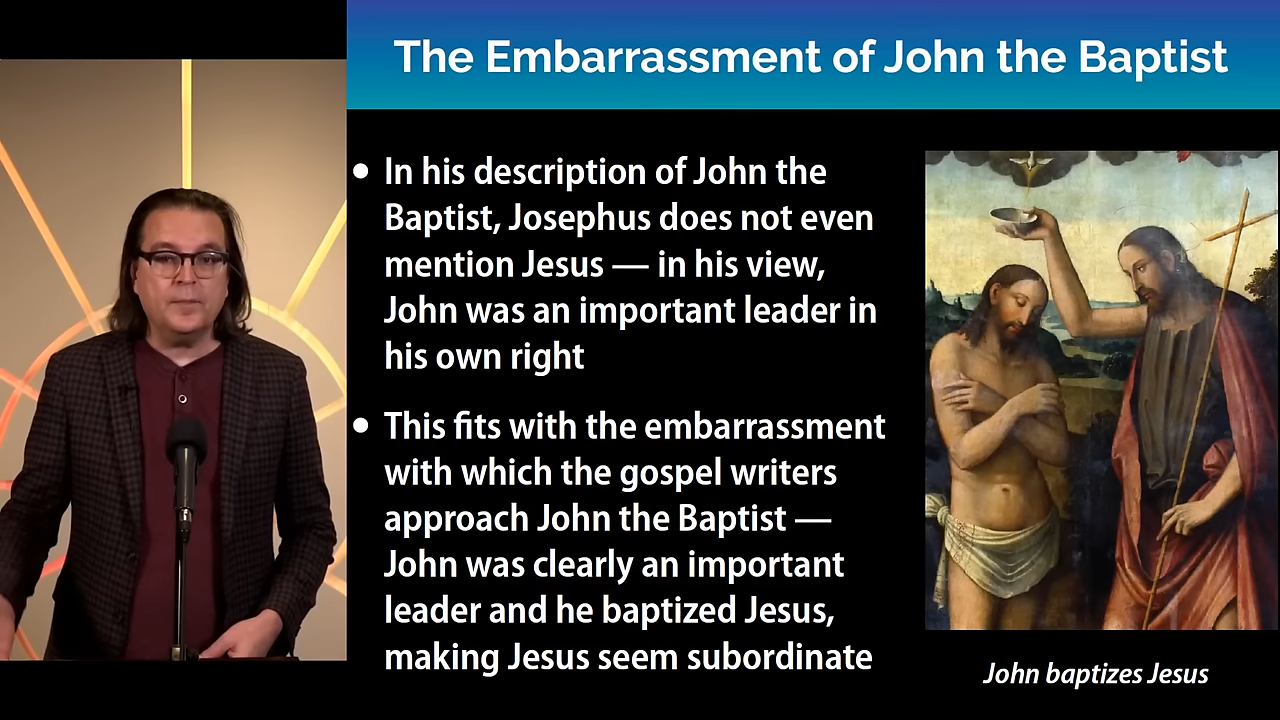 The Embarrassment of John the Baptist
• In his description of John the
Baptist, Josephus does not even
mention Jesus — in his view,
John was an important leader in
his own right
• This fits with the embarrassment
with which the gospel writers
approach John the Baptist —
John was clearly an important
leader and he baptized Jesus,
making Jesus seem subordinate
John baptizes Jesus